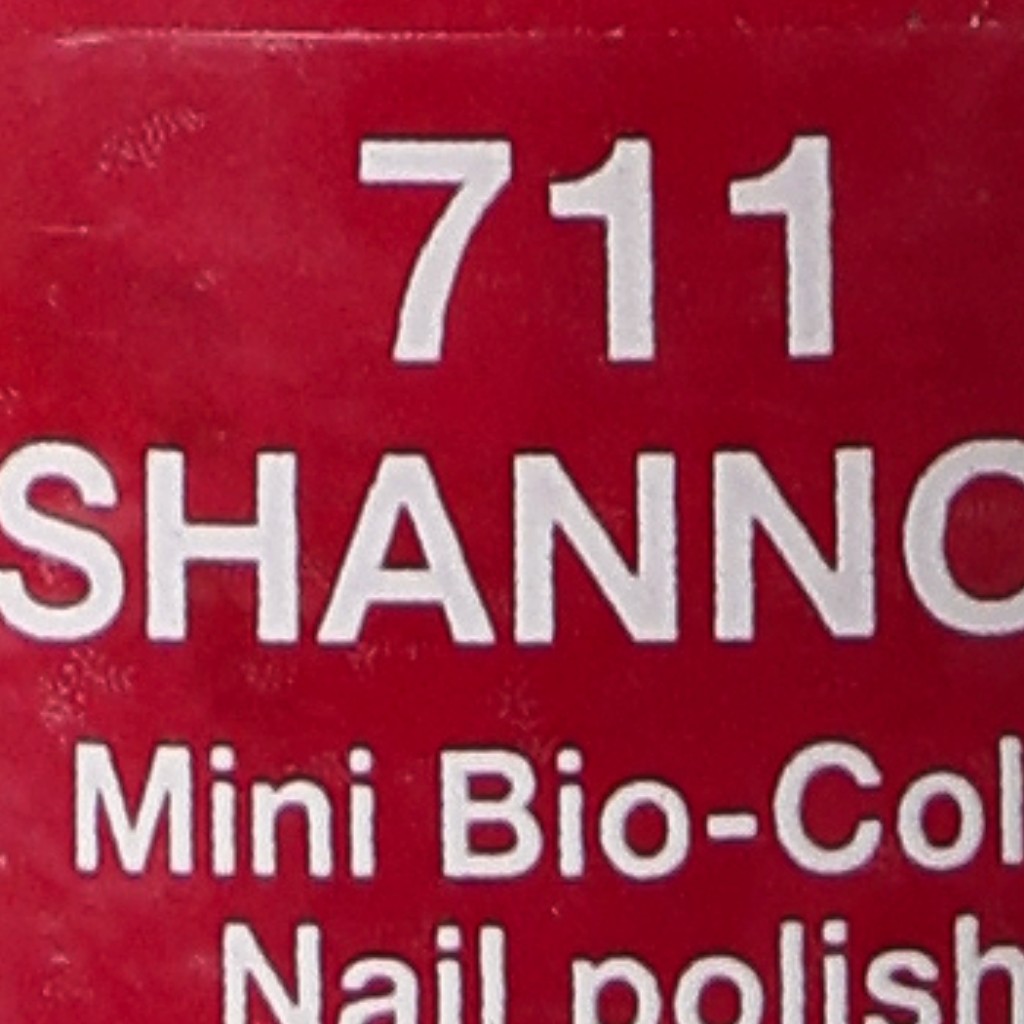 711
SHANNO
Mini Bio-Col
Nail polish